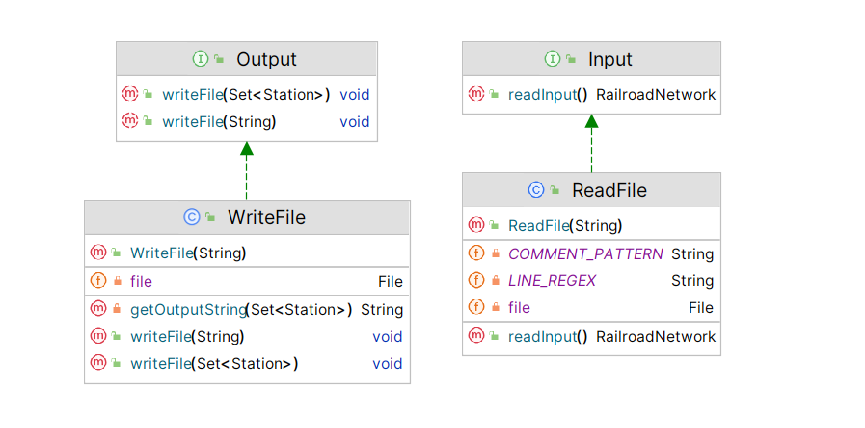 Output
writeFile(Set<Station>) void
writeFile(String) void
WriteFile
WriteFile(String)
file File
getOutputString(Set<Station>) String
writeFile(String) void
writeFile(Set<Station>) void
Input
readInput() RailroadNetwork
ReadFile
ReadFile(String)
COMMENT_PATTERN String
LINE_REGEX String
file File
readInput() RailroadNetwork